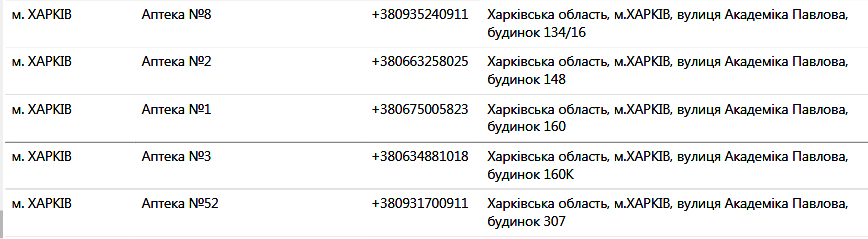 м. ХАРКІВ Аптека №8 +380935240911 Харківська область, м.ХАРКІВ, вулиця Академіка Павлова,
будинок 134/16
м. ХАРКІВ Аптека №2 +380663258025 Харківська область, м.ХАРКІВ, вулиця Академіка Павлова,
будинок 148
м. ХАРКІВ Аптека №1 +380675005823 Харківська область, м.ХАРКІВ, вулиця Академіка Павлова,
будинок 160
м. ХАРКІВ Аптека №3 +380634881018 Харківська область, м.ХАРКІВ, вулиця Академіка Павлова,
будинок 160К
м. ХАРКІВ Аптека №52 +380931700911 Харківська область, м.ХАРКІВ, вулиця Академіка Павлова,
будинок 307